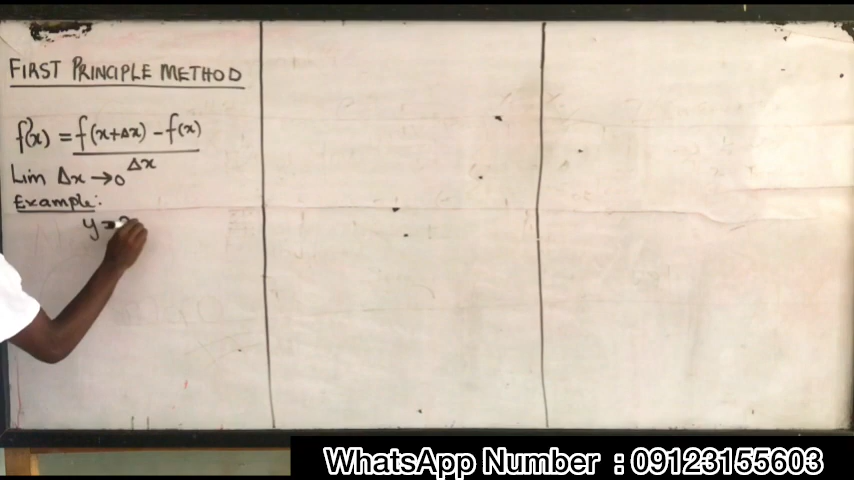 FIRST PRINCIPLE METHOD
f'(x) = f(x+Δx) - f(x)
Δx
Lim Δx → 0
Example:
y =
WhatsApp Number : 09123155603